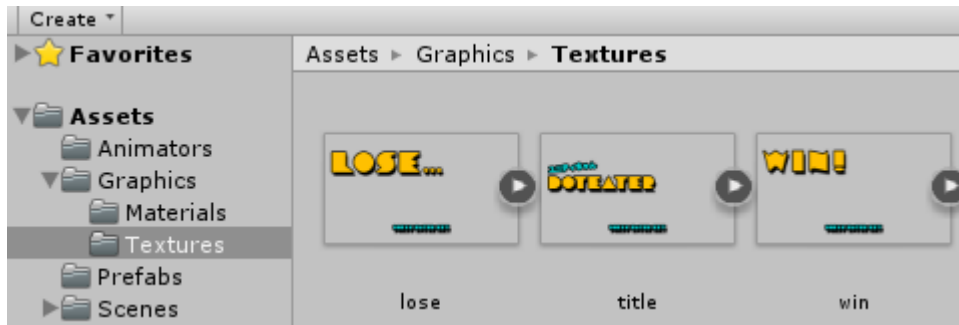 Create
Favorites
Assets
Animators
Graphics
Materials
Textures
Prefabs
Scenes
Assets Graphics Textures
LOSE...
DOTEATER
WIN!
lose
title
win